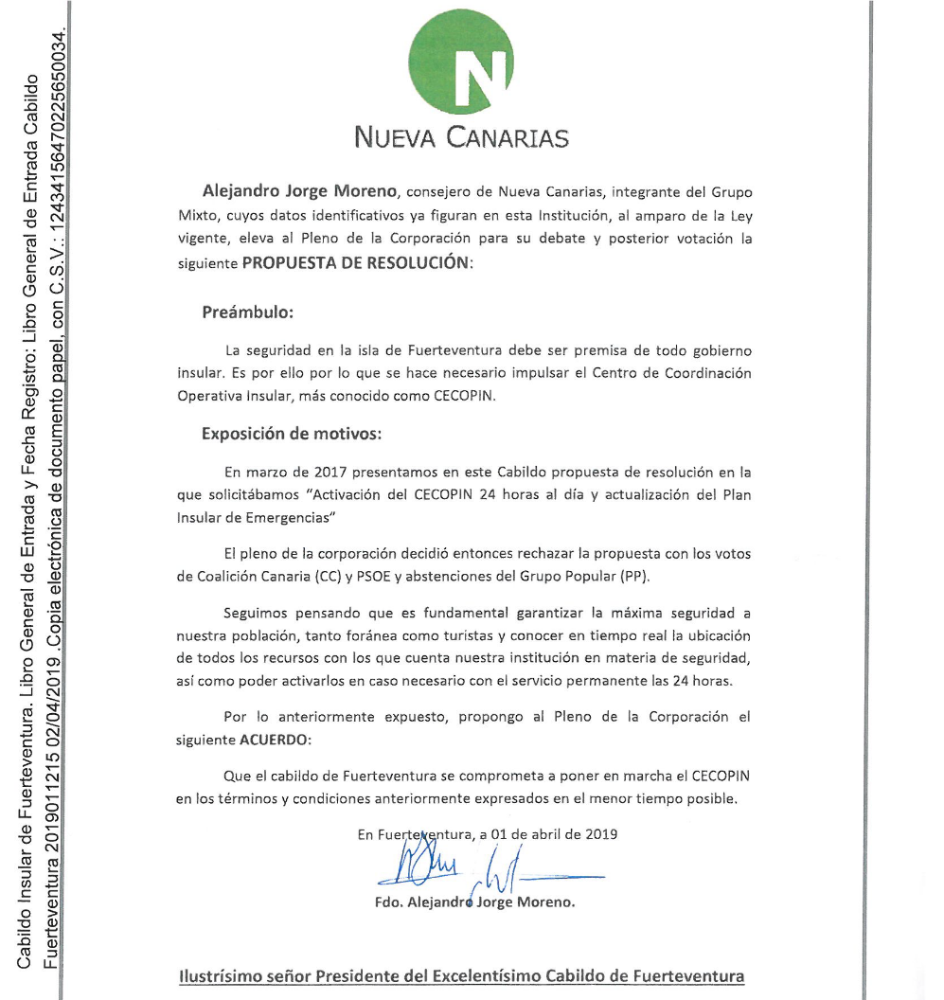 N
NUEVA CANARIAS
Alejandro Jorge Moreno, consejero de Nueva Canarias, integrante del Grupo
Mixto, cuyos datos identificativos ya figuran en esta Institución, al amparo de la Ley
vigente, eleva al Pleno de la Corporación para su debate y posterior votación la
siguiente PROPUESTA DE RESOLUCIÓN:
Preámbulo:
La seguridad en la isla de Fuerteventura debe ser premisa de todo gobierno
insular. Es por ello por lo que se hace necesario impulsar el Centro de Coordinación
Operativa Insular, más conocido como CECOPIN.
Exposición de motivos:
En marzo de 2017 presentamos en este Cabildo propuesta de resolución en la
que solicitábamos “Activación del CECOPIN 24 horas al día y actualización del Plan
Insular de Emergencias”
El pleno de la corporación decidió entonces rechazar la propuesta con los votos
de Coalición Canaria (CC) y PSOE y abstenciones del Grupo Popular (PP).
Seguimos pensando que es fundamental garantizar la máxima seguridad a
nuestra población, tanto foránea como turistas y conocer en tiempo real la ubicación
de todos los recursos con los que cuenta nuestra institución en materia de seguridad,
así como poder activarlos en caso necesario con el servicio permanente las 24 horas.
Por lo anteriormente expuesto, propongo al Pleno de la Corporación el
siguiente ACUERDO:
Que el cabildo de Fuerteventura se comprometa a poner en marcha el CECOPIN
en los términos y condiciones anteriormente expresados en el menor tiempo posible.
En Fuerteventura, a 01 de abril de 2019
Fdo. Alejandro Jorge Moreno.
Ilustrísimo señor Presidente del Excelentísimo Cabildo de Fuerteventura
Cabildo Insular de Fuerteventura. Libro General de Entrada y Fecha Registro: Libro General de Entrada Cabildo
Fuerteventura 2019011215 02/04/2019 .Copia electrónica de documento papel, con C.S.V.: 12434156470225650034.